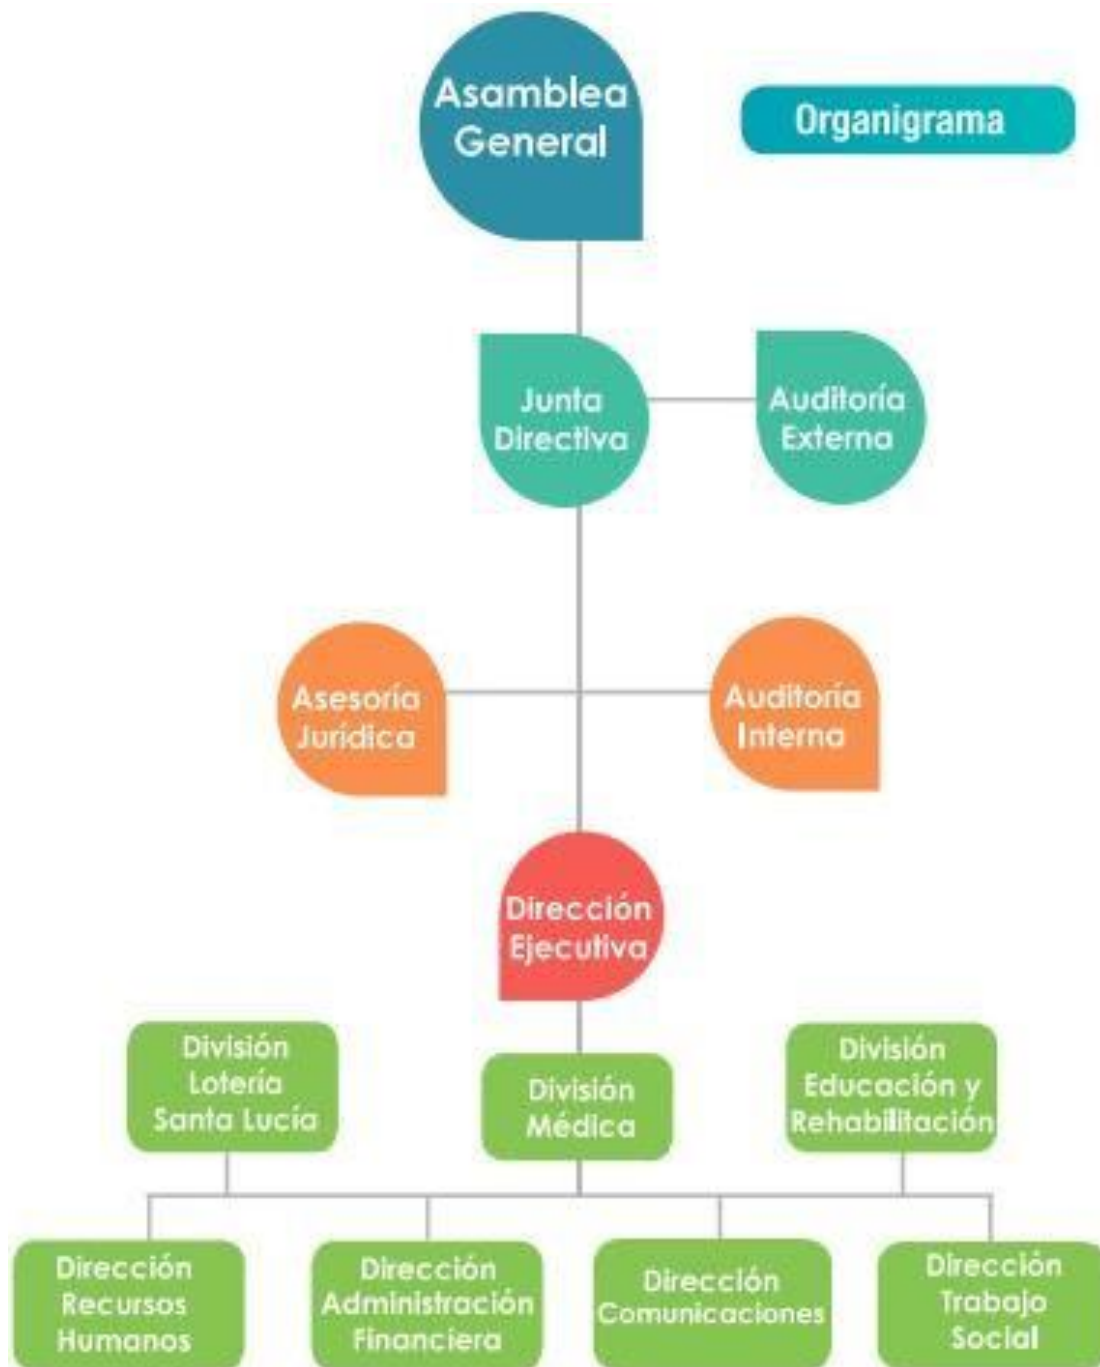 Asamblea
General
Organigrama
Junta
Directiva
Auditoría
Externa
Asesoría
Jurídica
Auditoría
Interna
Dirección
Ejecutiva
División
Lotería
Santa Lucía
División
Médica
División
Educación y
Rehabilitación
Dirección
Recursos
Humanos
Dirección
Administración
Financiera
Dirección
Comunicaciones
Dirección
Trabajo
Social